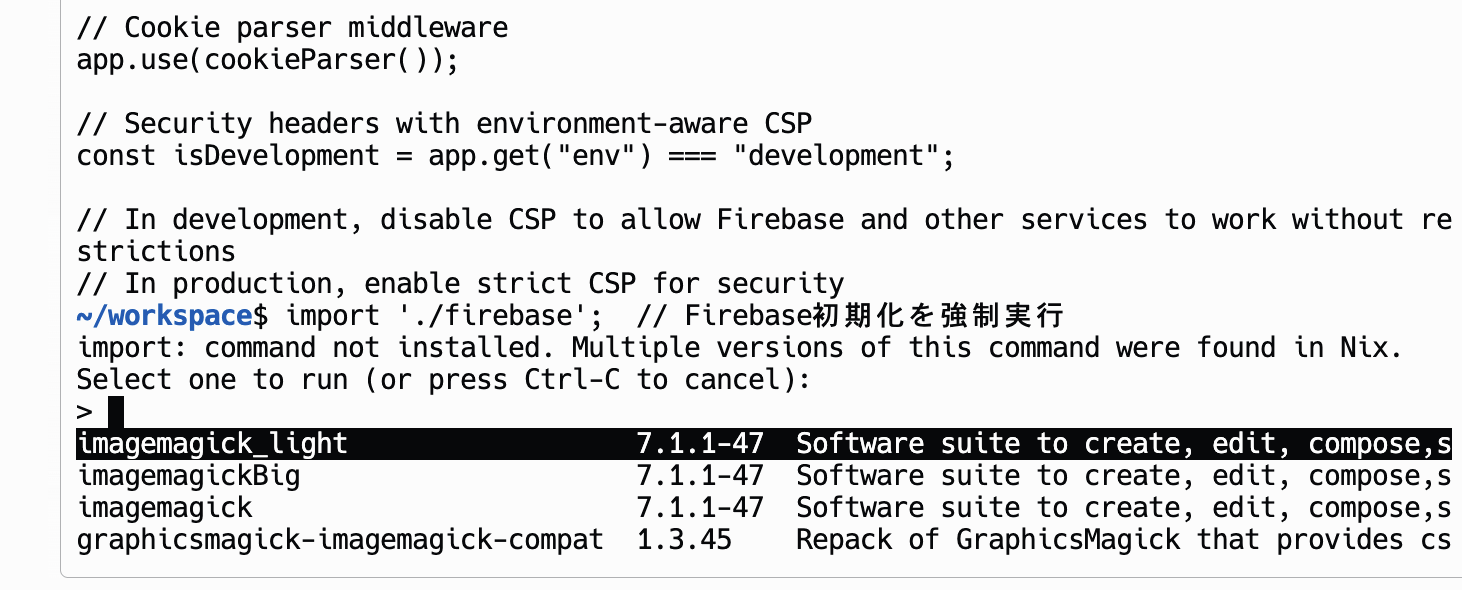 // Cookie parser middleware
app.use(cookieParser());
// Security headers with environment-aware CSP
const isDevelopment = app.get("env") === "development";
// In development, disable CSP to allow Firebase and other services to work without re
strictions
// In production, enable strict CSP for security
~/workspace$ import './firebase';  // Firebase初期化を強制実行
import: command not installed. Multiple versions of this command were found in Nix.
Select one to run (or press Ctrl-C to cancel):
>
imagemagick_light                  7.1.1-47  Software suite to create, edit, compose,s
imagemagickBig                     7.1.1-47  Software suite to create, edit, compose,s
imagemagick                        7.1.1-47  Software suite to create, edit, compose,s
graphicsmagick-imagemagick-compat  1.3.45    Repack of GraphicsMagick that provides cs